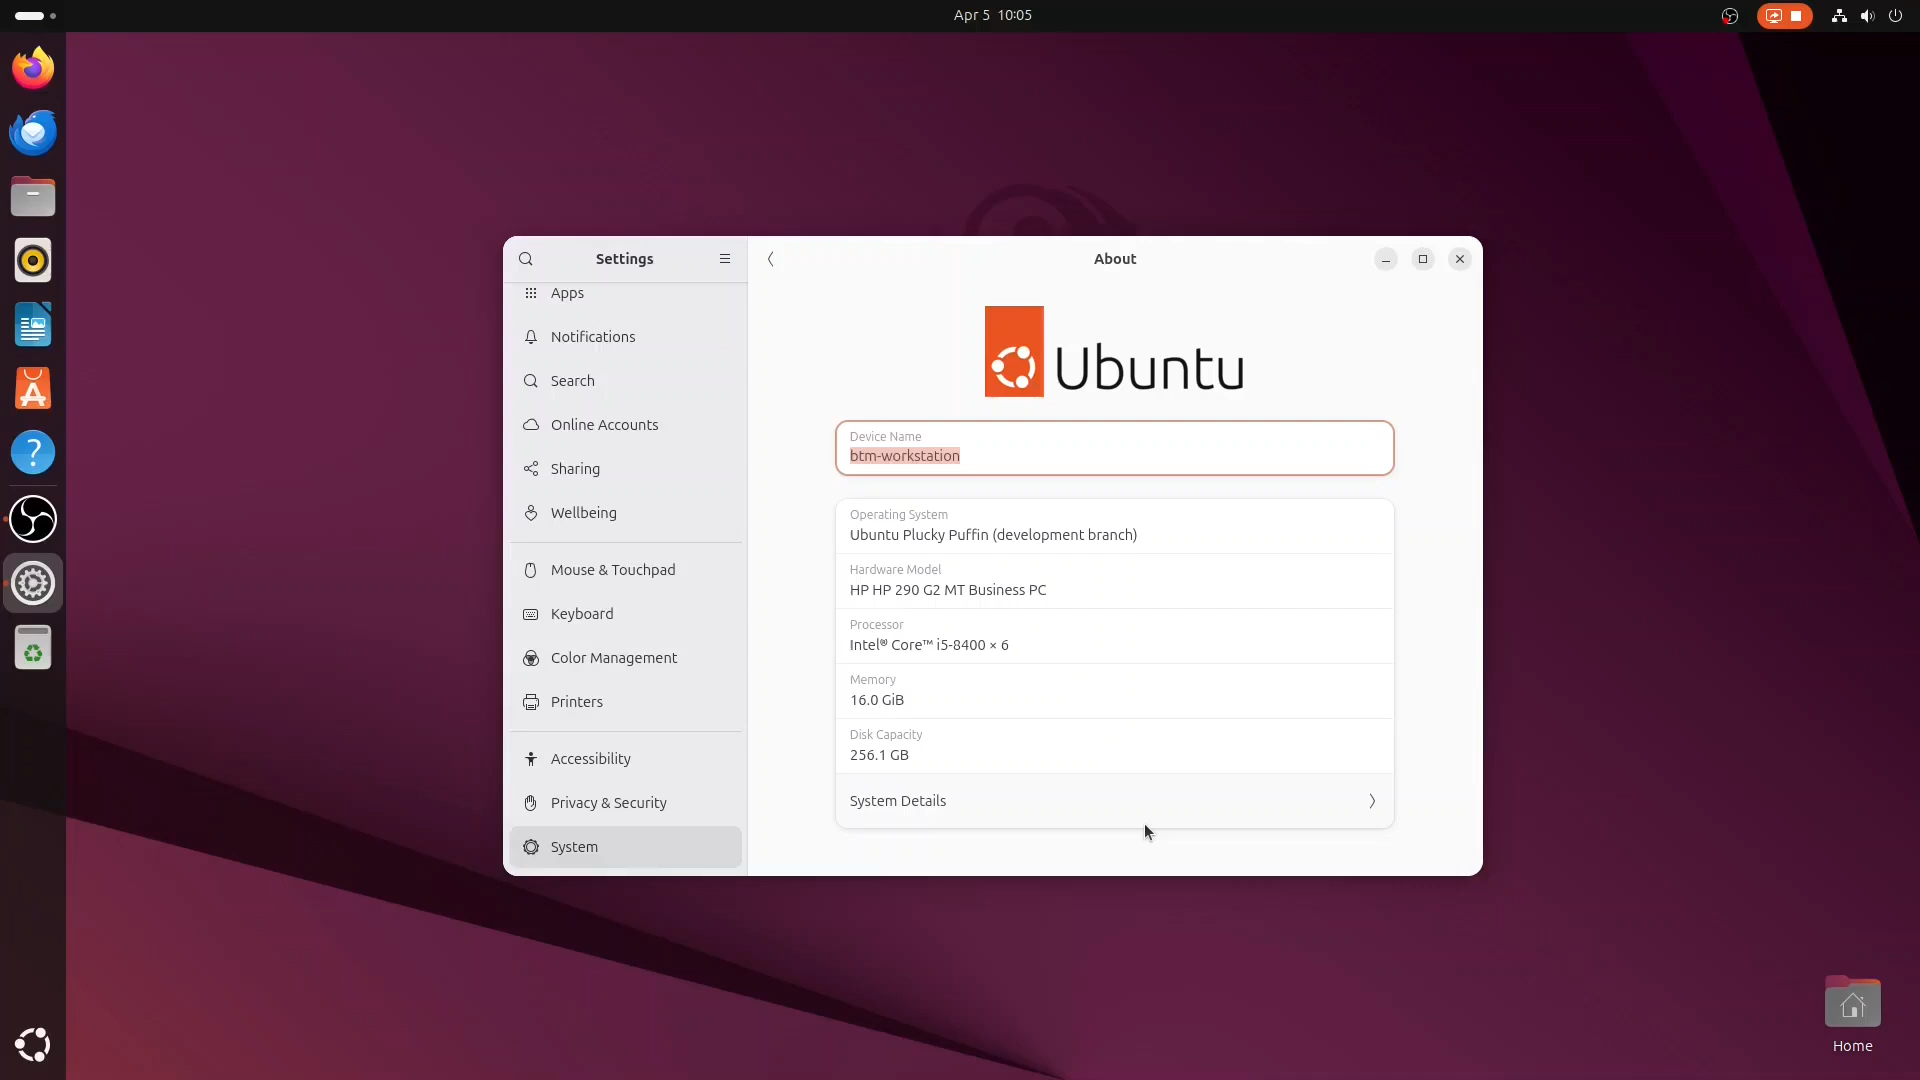 Apr 5 10:05
Settings
About
Apps
Notifications
Search
Online Accounts
Sharing
Wellbeing
Mouse & Touchpad
Keyboard
Color Management
Printers
Accessibility
Privacy & Security
System
Ubuntu
Device Name
btm-workstation
Operating System
Ubuntu Plucky Puffin (development branch)
Hardware Model
HP HP 290 G2 MT Business PC
Processor
Intel® Core™ i5-8400 × 6
Memory
16.0 GiB
Disk Capacity
256.1 GB
System Details
Home